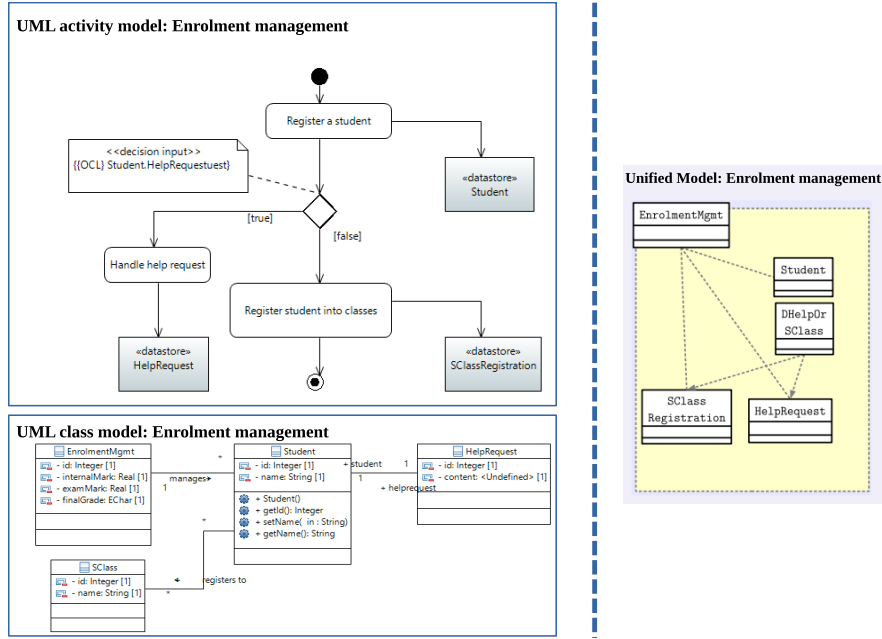 UML activity model: Enrolment management
Register a student
<<decision input>>
{{OCL} Student.HelpRequestuest}
«datastore»
Student
[true]
[false]
Handle help request
Register student into classes
«datastore»
HelpRequest
«datastore»
SClassRegistration
UML class model: Enrolment management
EnrolmentMgmt
- id: Integer [1]
- internalMark: Real [1]
- examMark: Real [1]
- finalGrade: EChar [1]
*
manages
1
Student
- id: Integer [1]
- name: String [1]
+ Student()
+ getId(): Integer
+ setName( in : String)
+ getName(): String
+ student
1
1
+ helprequest
HelpRequest
- id: Integer [1]
- content: <Undefined> [1]
*
SClass
- id: Integer [1]
- name: String [1]
registers to
*
Unified Model: Enrolment management
EnrolmentMgmt
Student
DHelpOr
SClass
SClass
Registration
HelpRequest